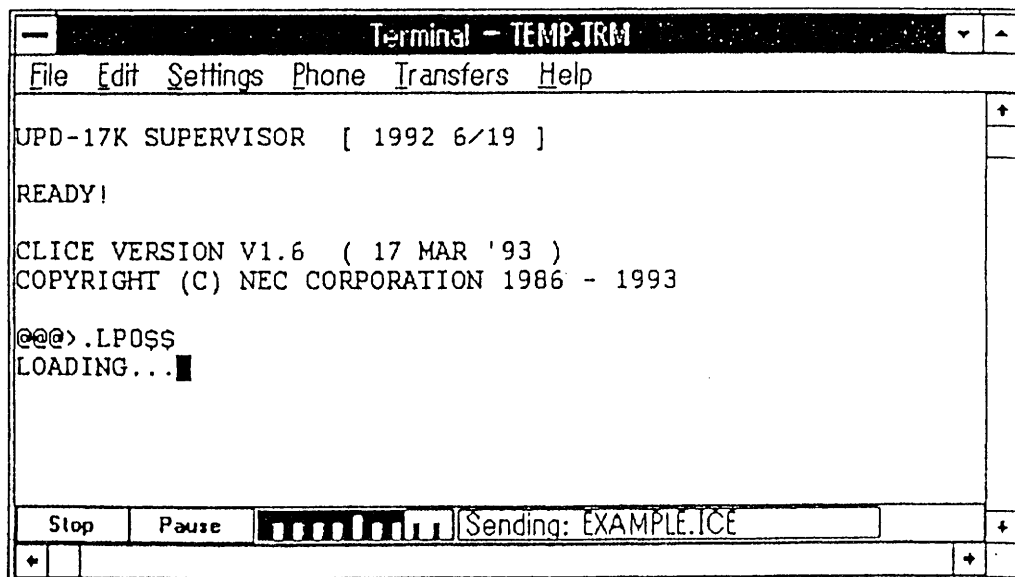 Terminal - TEMP.TRM
File Edit Settings Phone Transfers Help
UPD-17K SUPERVISOR [ 1992 6/19 ]
READY!
CLICE VERSION V1.6 ( 17 MAR '93 )
COPYRIGHT (C) NEC CORPORATION 1986 - 1993
@@@>.LP0$$
LOADING...
Stop Pause Sending: EXAMPLE.ICE